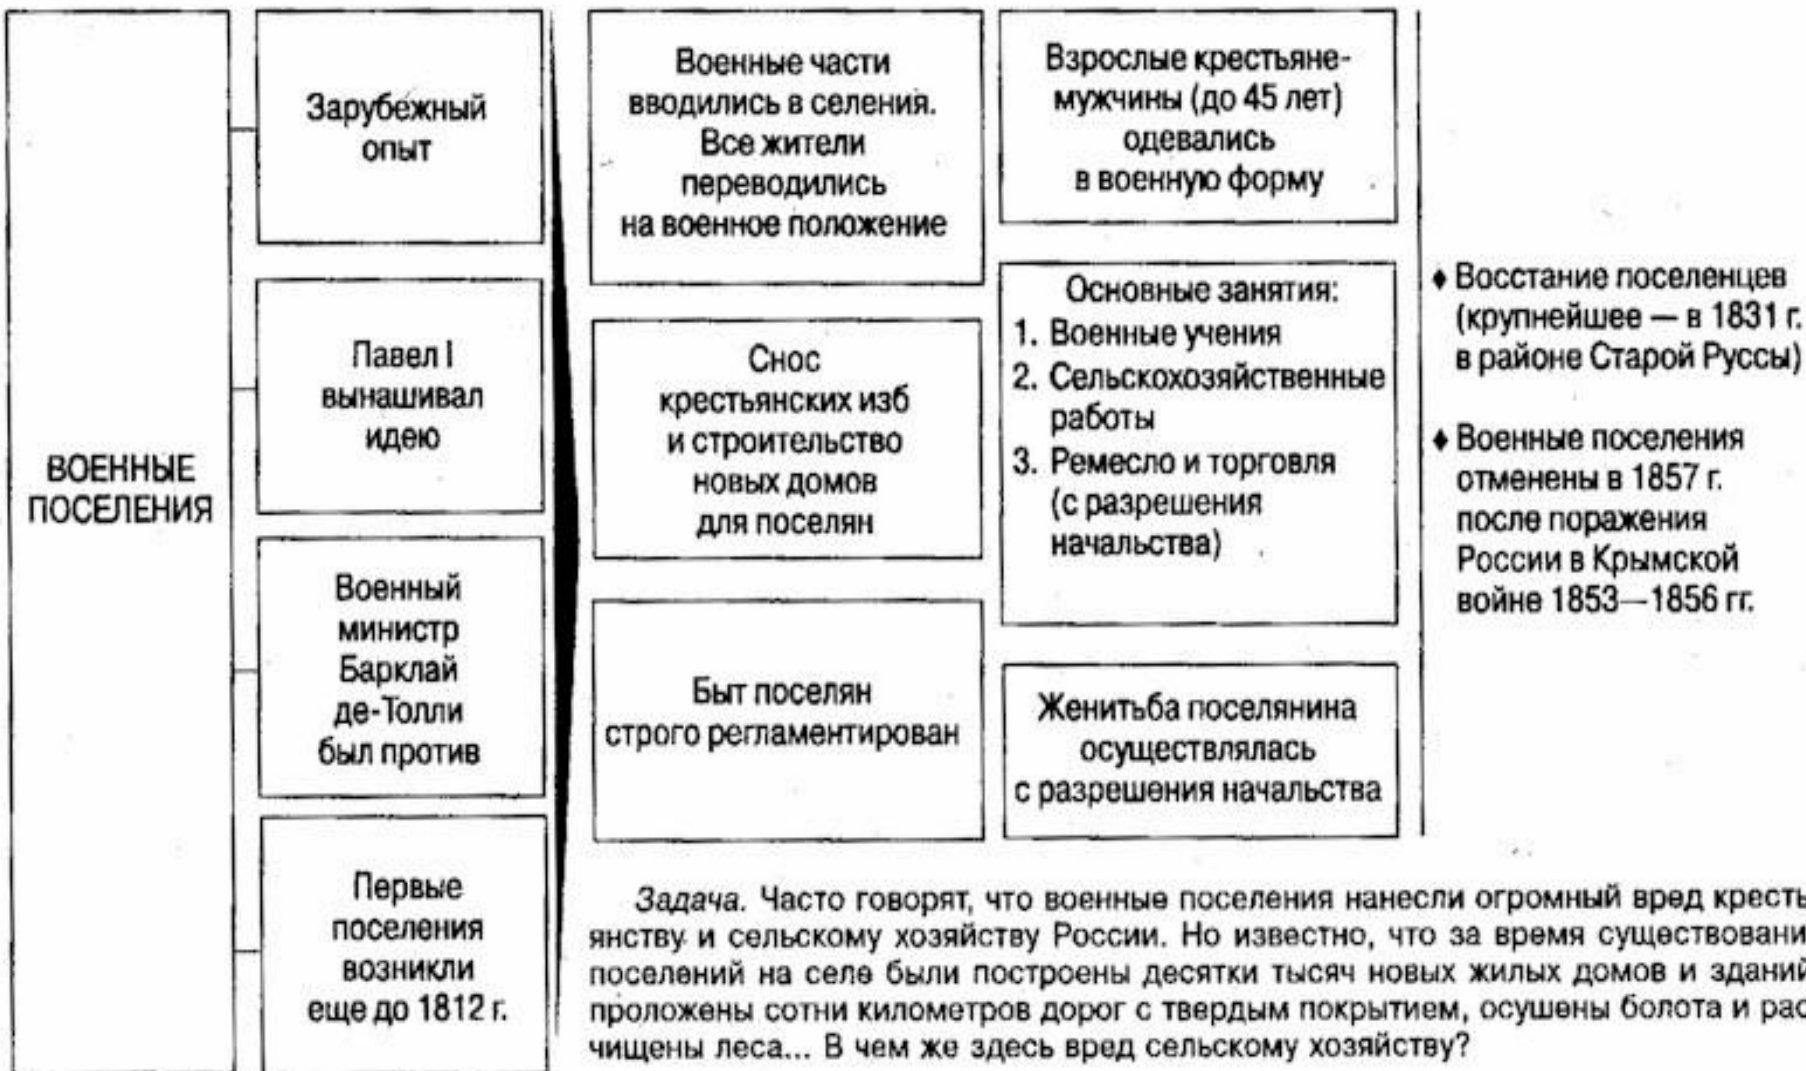 ВОЕННЫЕ
ПОСЕЛЕНИЯ
Зарубежный
опыт
Павел I
вынашивал
идею
Военный
министр
Барклай
де-Толли
был против
Первые
поселения
возникли
еще до 1812 г.
Военные части
вводились в селения.
Все жители
переводились
на военное положение
Снос
крестьянских изб
и строительство
новых домов
для поселян
Быт поселян
строго регламентирован
Взрослые крестьяне-
мужчины (до 45 лет)
одевались
в военную форму
Основные занятия:
1. Военные учения
2. Сельскохозяйственные
работы
3. Ремесло и торговля
(с разрешения
начальства)
Женитьба поселянина
осуществлялась
с разрешения начальства
♦ Восстание поселенцев
(крупнейшее — в 1831 г.
в районе Старой Руссы)
♦ Военные поселения
отменены в 1857 г.
после поражения
России в Крымской
войне 1853—1856 гг.
Задача. Часто говорят, что военные поселения нанесли огромный вред кресть
янству и сельскому хозяйству России. Но известно, что за время существовани
поселений на селе были построены десятки тысяч новых жилых домов и зданий
проложены сотни километров дорог с твердым покрытием, осушены болота и рас
чищены леса... В чем же здесь вред сельскому хозяйству?